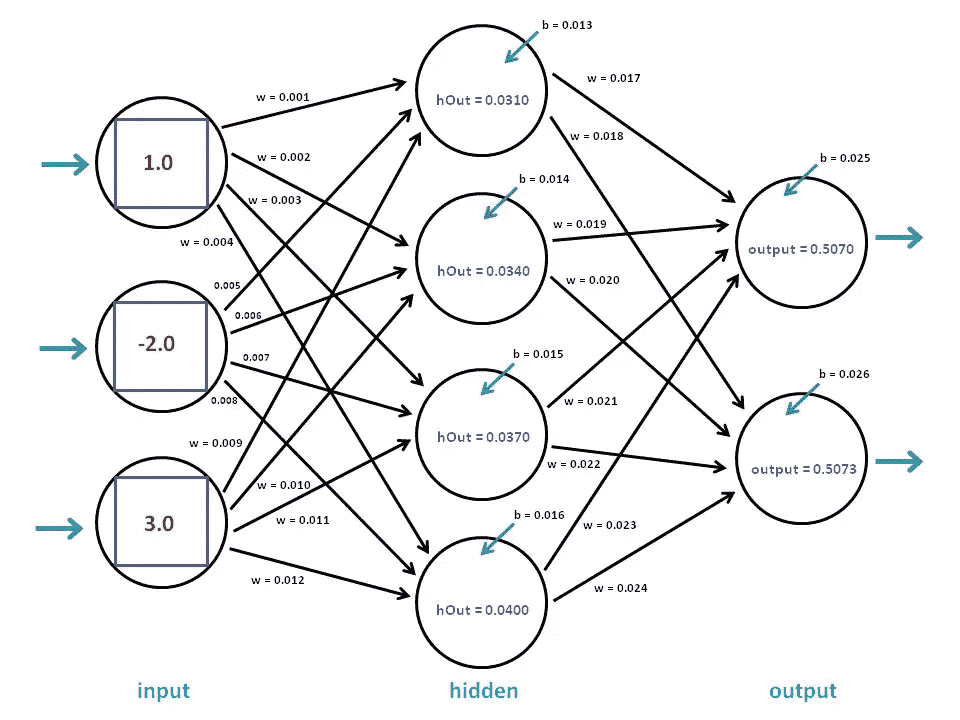 b = 0.013
w = 0.017
w = 0.001
hOut = 0.0310
w = 0.018
1.0
w = 0.002
b = 0.025
b = 0.014
w = 0.003
w = 0.019
w = 0.004
output = 0.5070
hOut = 0.0340
w = 0.020
0.005
0.006
-2.0
0.007
b = 0.015
b = 0.026
0.008
w = 0.021
hOut = 0.0370
w = 0.009
w = 0.022
output = 0.5073
w = 0.010
b = 0.016
w = 0.011
3.0
w = 0.023
w = 0.012
w = 0.024
hOut = 0.0400
input
hidden
output